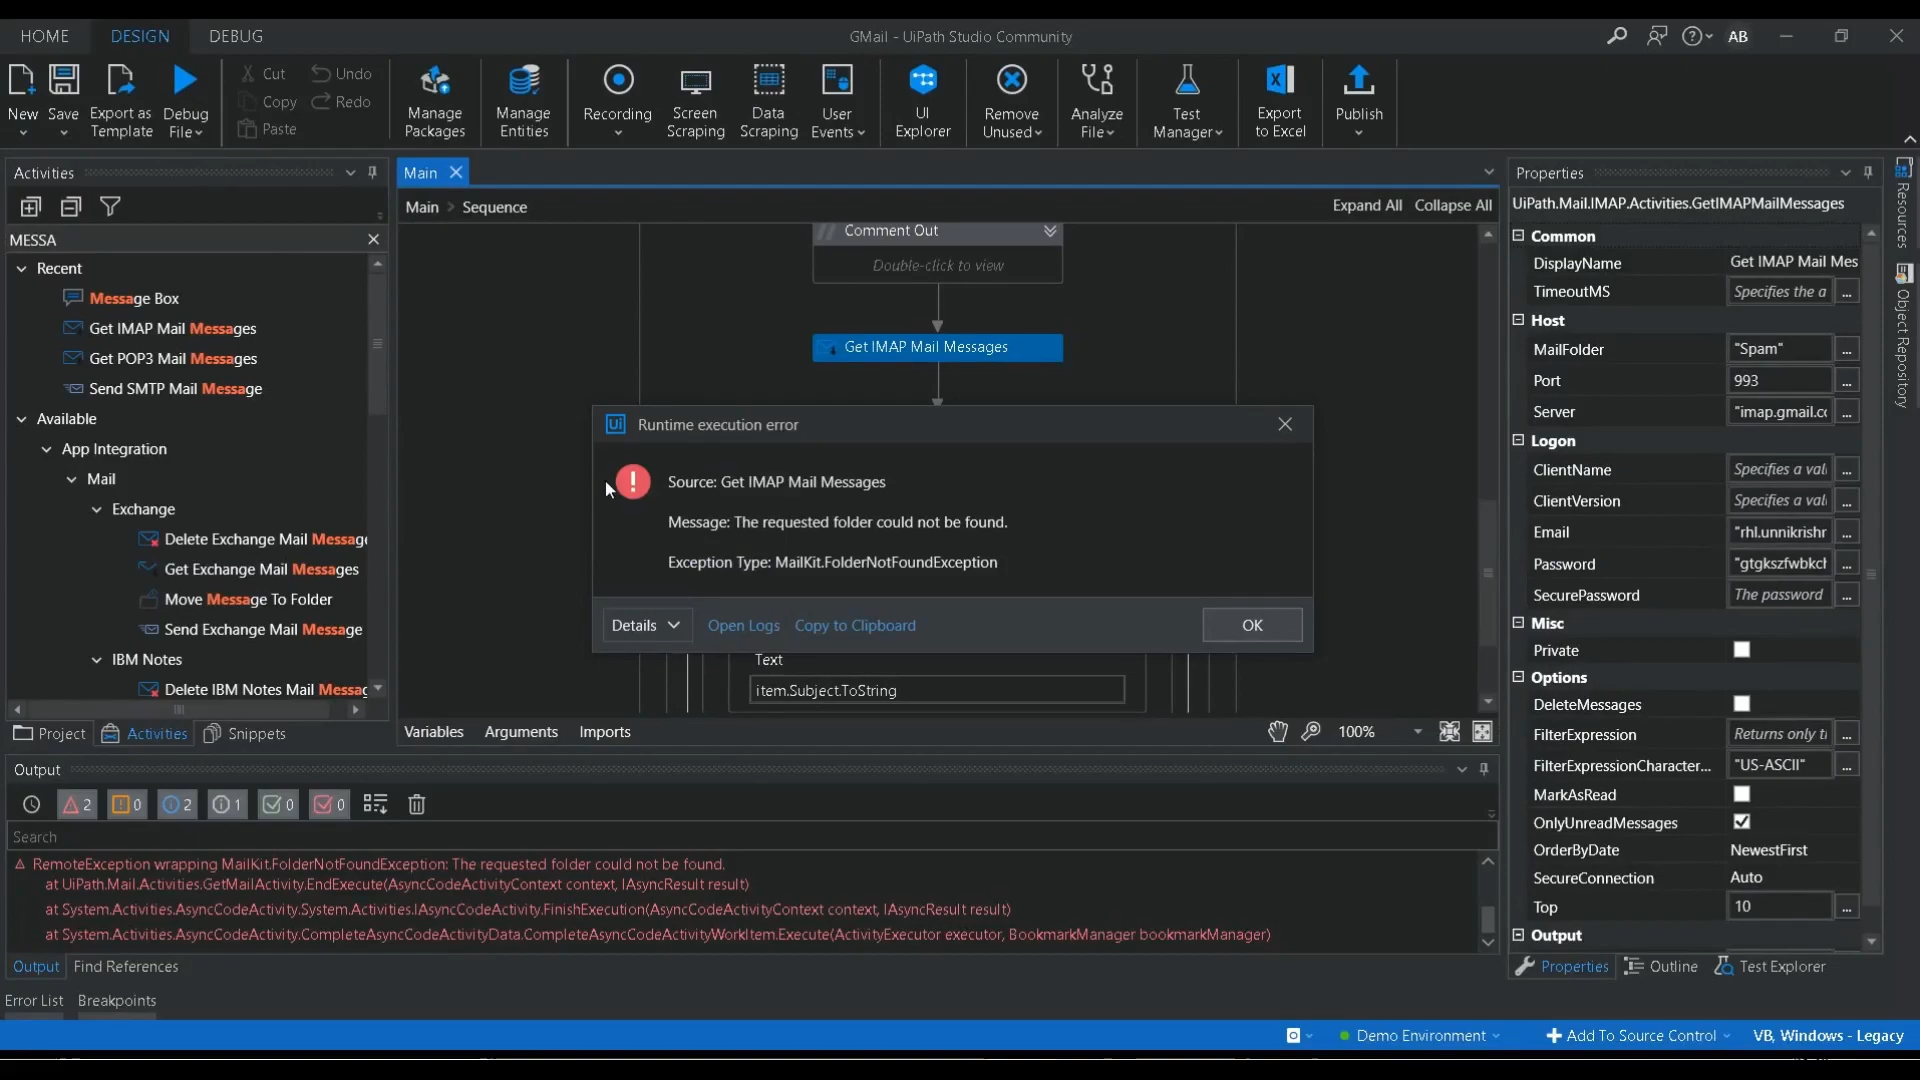 HOME DESIGN DEBUG GMail - UiPath Studio Community AB
New Save Export as Template Debug File Cut Copy Paste Undo Redo Manage Packages Manage Entities Recording Screen Scraping Data Scraping User Events UI Explorer Remove Unused Analyze File Test Manager Export to Excel Publish
Activities
MESSA
Recent
Message Box
Get IMAP Mail Messages
Get POP3 Mail Messages
Send SMTP Mail Message
Available
App Integration
Mail
Exchange
Delete Exchange Mail Message
Get Exchange Mail Messages
Move Message To Folder
Send Exchange Mail Message
IBM Notes
Delete IBM Notes Mail Messag
Project Activities Snippets
Main
Main > Sequence Expand All Collapse All
// Comment Out
Double-click to view
Get IMAP Mail Messages
Ui Runtime execution error
Source: Get IMAP Mail Messages
Message: The requested folder could not be found.
Exception Type: MailKit.FolderNotFoundException
Details Open Logs Copy to Clipboard OK
Text
item.Subject.ToString
Variables Arguments Imports 100%
Properties
UiPath.Mail.IMAP.Activities.GetIMAPMailMessages
Common
DisplayName Get IMAP Mail Mes
TimeoutMS Specifies the a ...
Host
MailFolder "Spam" ...
Port 993 ...
Server "imap.gmail.co ...
Logon
ClientName Specifies a val ...
ClientVersion Specifies a val ...
Email "rhl.unnikrishr ...
Password "gtgkszfwbkch ...
SecurePassword The password ...
Misc
Private
Options
DeleteMessages
FilterExpression Returns only t ...
FilterExpressionCharacter... "US-ASCII" ...
MarkAsRead
OnlyUnreadMessages
OrderByDate NewestFirst
SecureConnection Auto
Top 10 ...
Output
Properties Outline Test Explorer
Resources
Object Repository
Output
2 0 2 1 0 0
Search
RemoteException wrapping MailKit.FolderNotFoundException: The requested folder could not be found.
at UiPath.Mail.Activities.GetMailActivity.EndExecute(AsyncCodeActivityContext context, IAsyncResult result)
at System.Activities.AsyncCodeActivity.System.Activities.IAsyncCodeActivity.FinishExecution(AsyncCodeActivityContext context, IAsyncResult result)
at System.Activities.AsyncCodeActivity.CompleteAsyncCodeActivityData.CompleteAsyncCodeActivityWorkItem.Execute(ActivityExecutor executor, BookmarkManager bookmarkManager)
Output Find References
Error List Breakpoints
Demo Environment Add To Source Control VB, Windows - Legacy